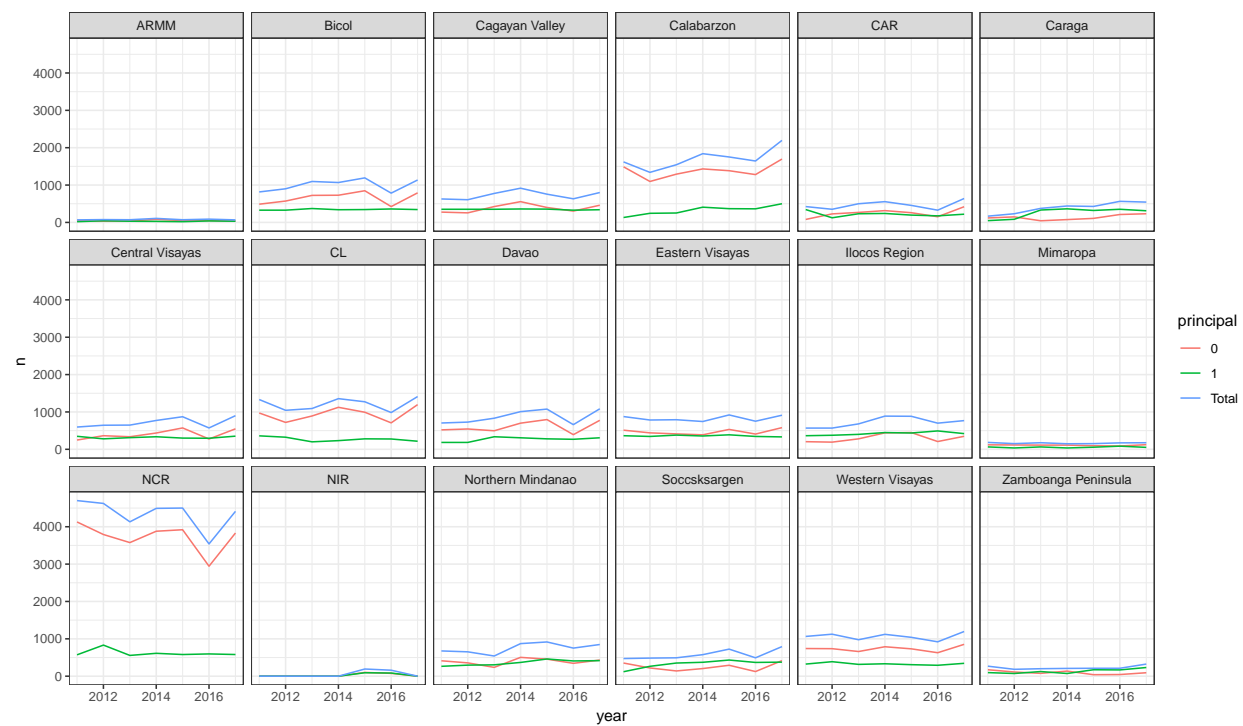 ARMM Bicol Cagayan Valley Calabarzon CAR Caraga
4000
3000
2000
1000
0
Central Visayas CL Davao Eastern Visayas Ilocos Region Mimaropa
4000
3000
2000
1000
0
NCR NIR Northern Mindanao Soccsksargen Western Visayas Zamboanga Peninsula
4000
3000
2000
1000
0
2012 2014 2016 2012 2014 2016 2012 2014 2016 2012 2014 2016 2012 2014 2016 2012 2014 2016
year
n
principal
0
1
Total